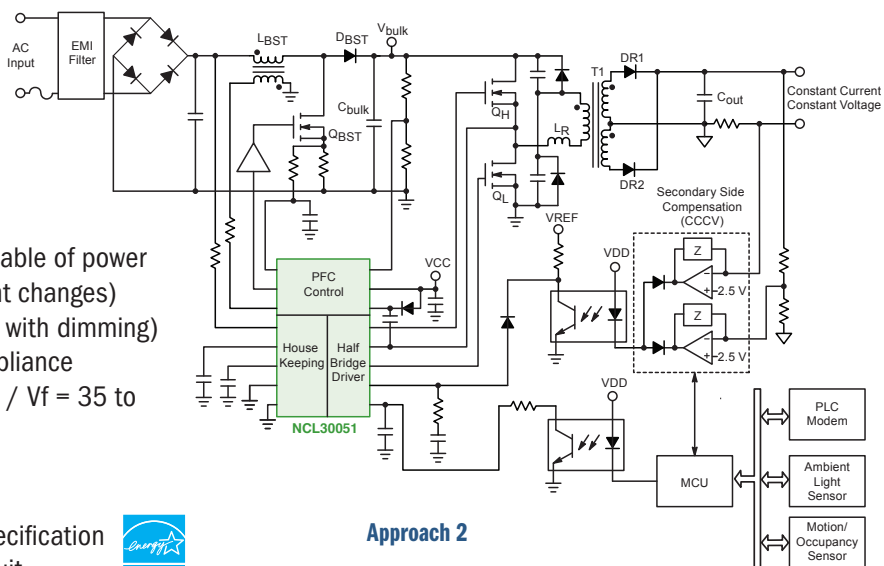 AC
Input
EMI
Filter
LBST
DBST
Vbulk
Cbulk
QBST
QH
QL
LR
T1
DR1
DR2
Cout
Constant Current
Constant Voltage
Secondary Side
Compensation
(CCCV)
Z
+
2.5 V
Z
+
2.5 V
VREF
VDD
VCC
PFC
Control
House
Keeping
Half
Bridge
Driver
NCL30051
VDD
MCU
PLC
Modem
Ambient
Light
Sensor
Motion/
Occupancy
Sensor
able of power
t changes)
with dimming)
pliance
/ Vf = 35 to
ecification
energy
Approach 2